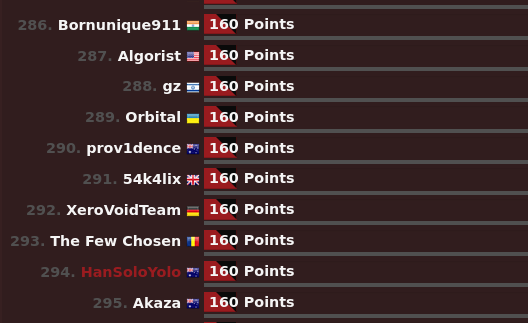 286. Bornunique911 160 Points
287. Algorist 160 Points
288. gz 160 Points
289. Orbital 160 Points
290. prov1dence 160 Points
291. 54k4lix 160 Points
292. XeroVoidTeam 160 Points
293. The Few Chosen 160 Points
294. HanSoloYolo 160 Points
295. Akaza 160 Points